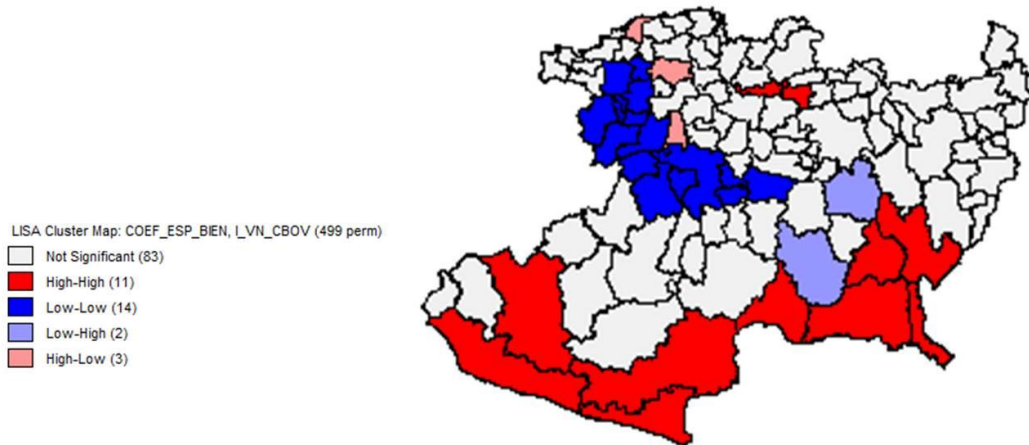 LISA Cluster Map: COEF_ESP_BIEN, I_VN_CBOV (499 perm)
Not Significant (83)
High-High (11)
Low-Low (14)
Low-High (2)
High-Low (3)